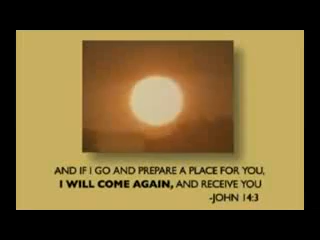 AND IF I GO AND PREPARE A PLACE FOR YOU,
I WILL COME AGAIN, AND RECEIVE YOU
-JOHN 14:3